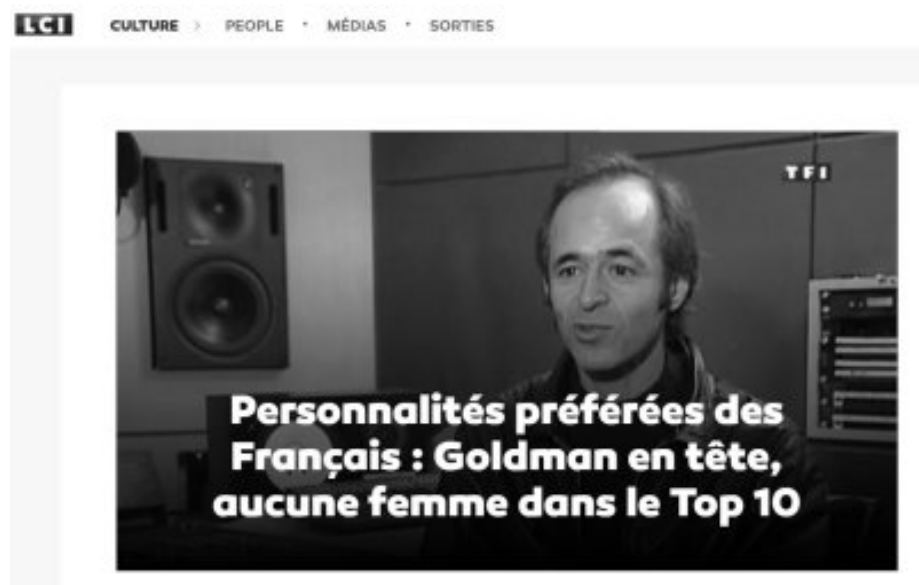 LCI CULTURE > PEOPLE • MÉDIAS • SORTIES
TF1
Personnalités préférées des
Français : Goldman en tête,
aucune femme dans le Top 10